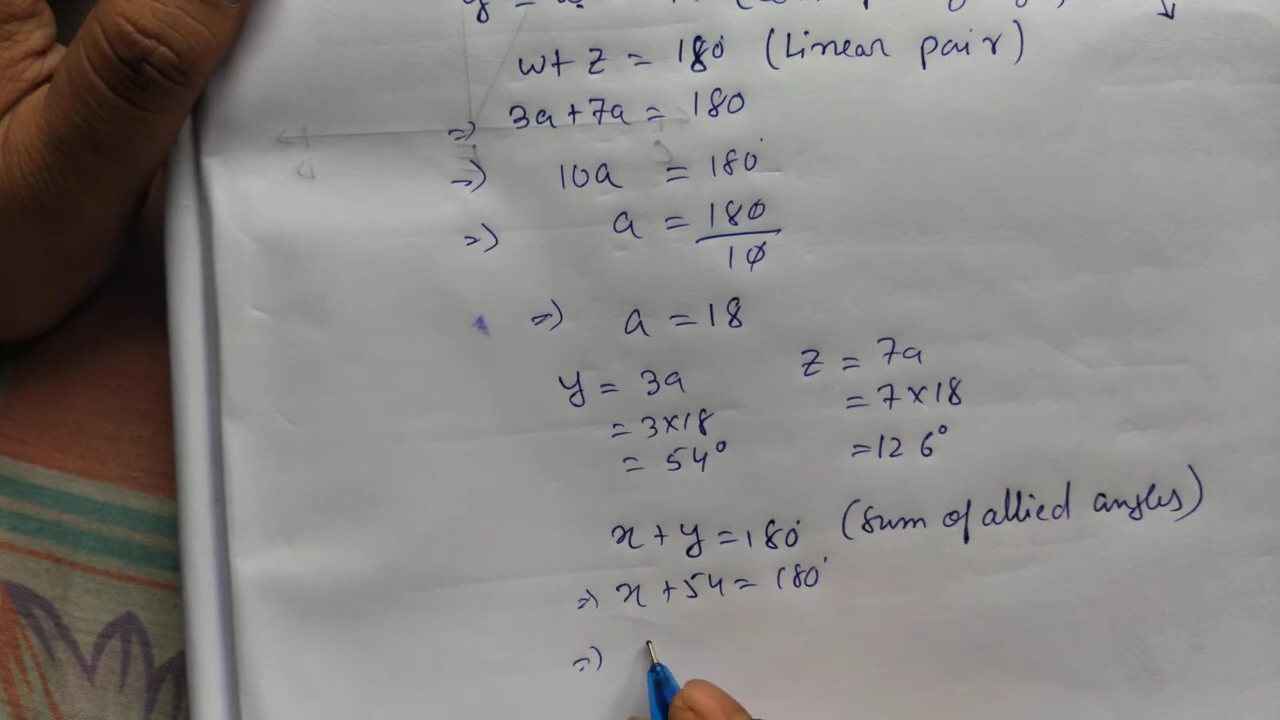 w + z = 180° (Linear pair)
=> 3a + 7a = 180
=> 10a = 180°
=> a = 180/10
=> a = 18
y = 3a
= 3×18
= 54°
z = 7a
= 7×18
= 126°
x + y = 180° (Sum of allied angles)
=> x + 54 = 180°
=>